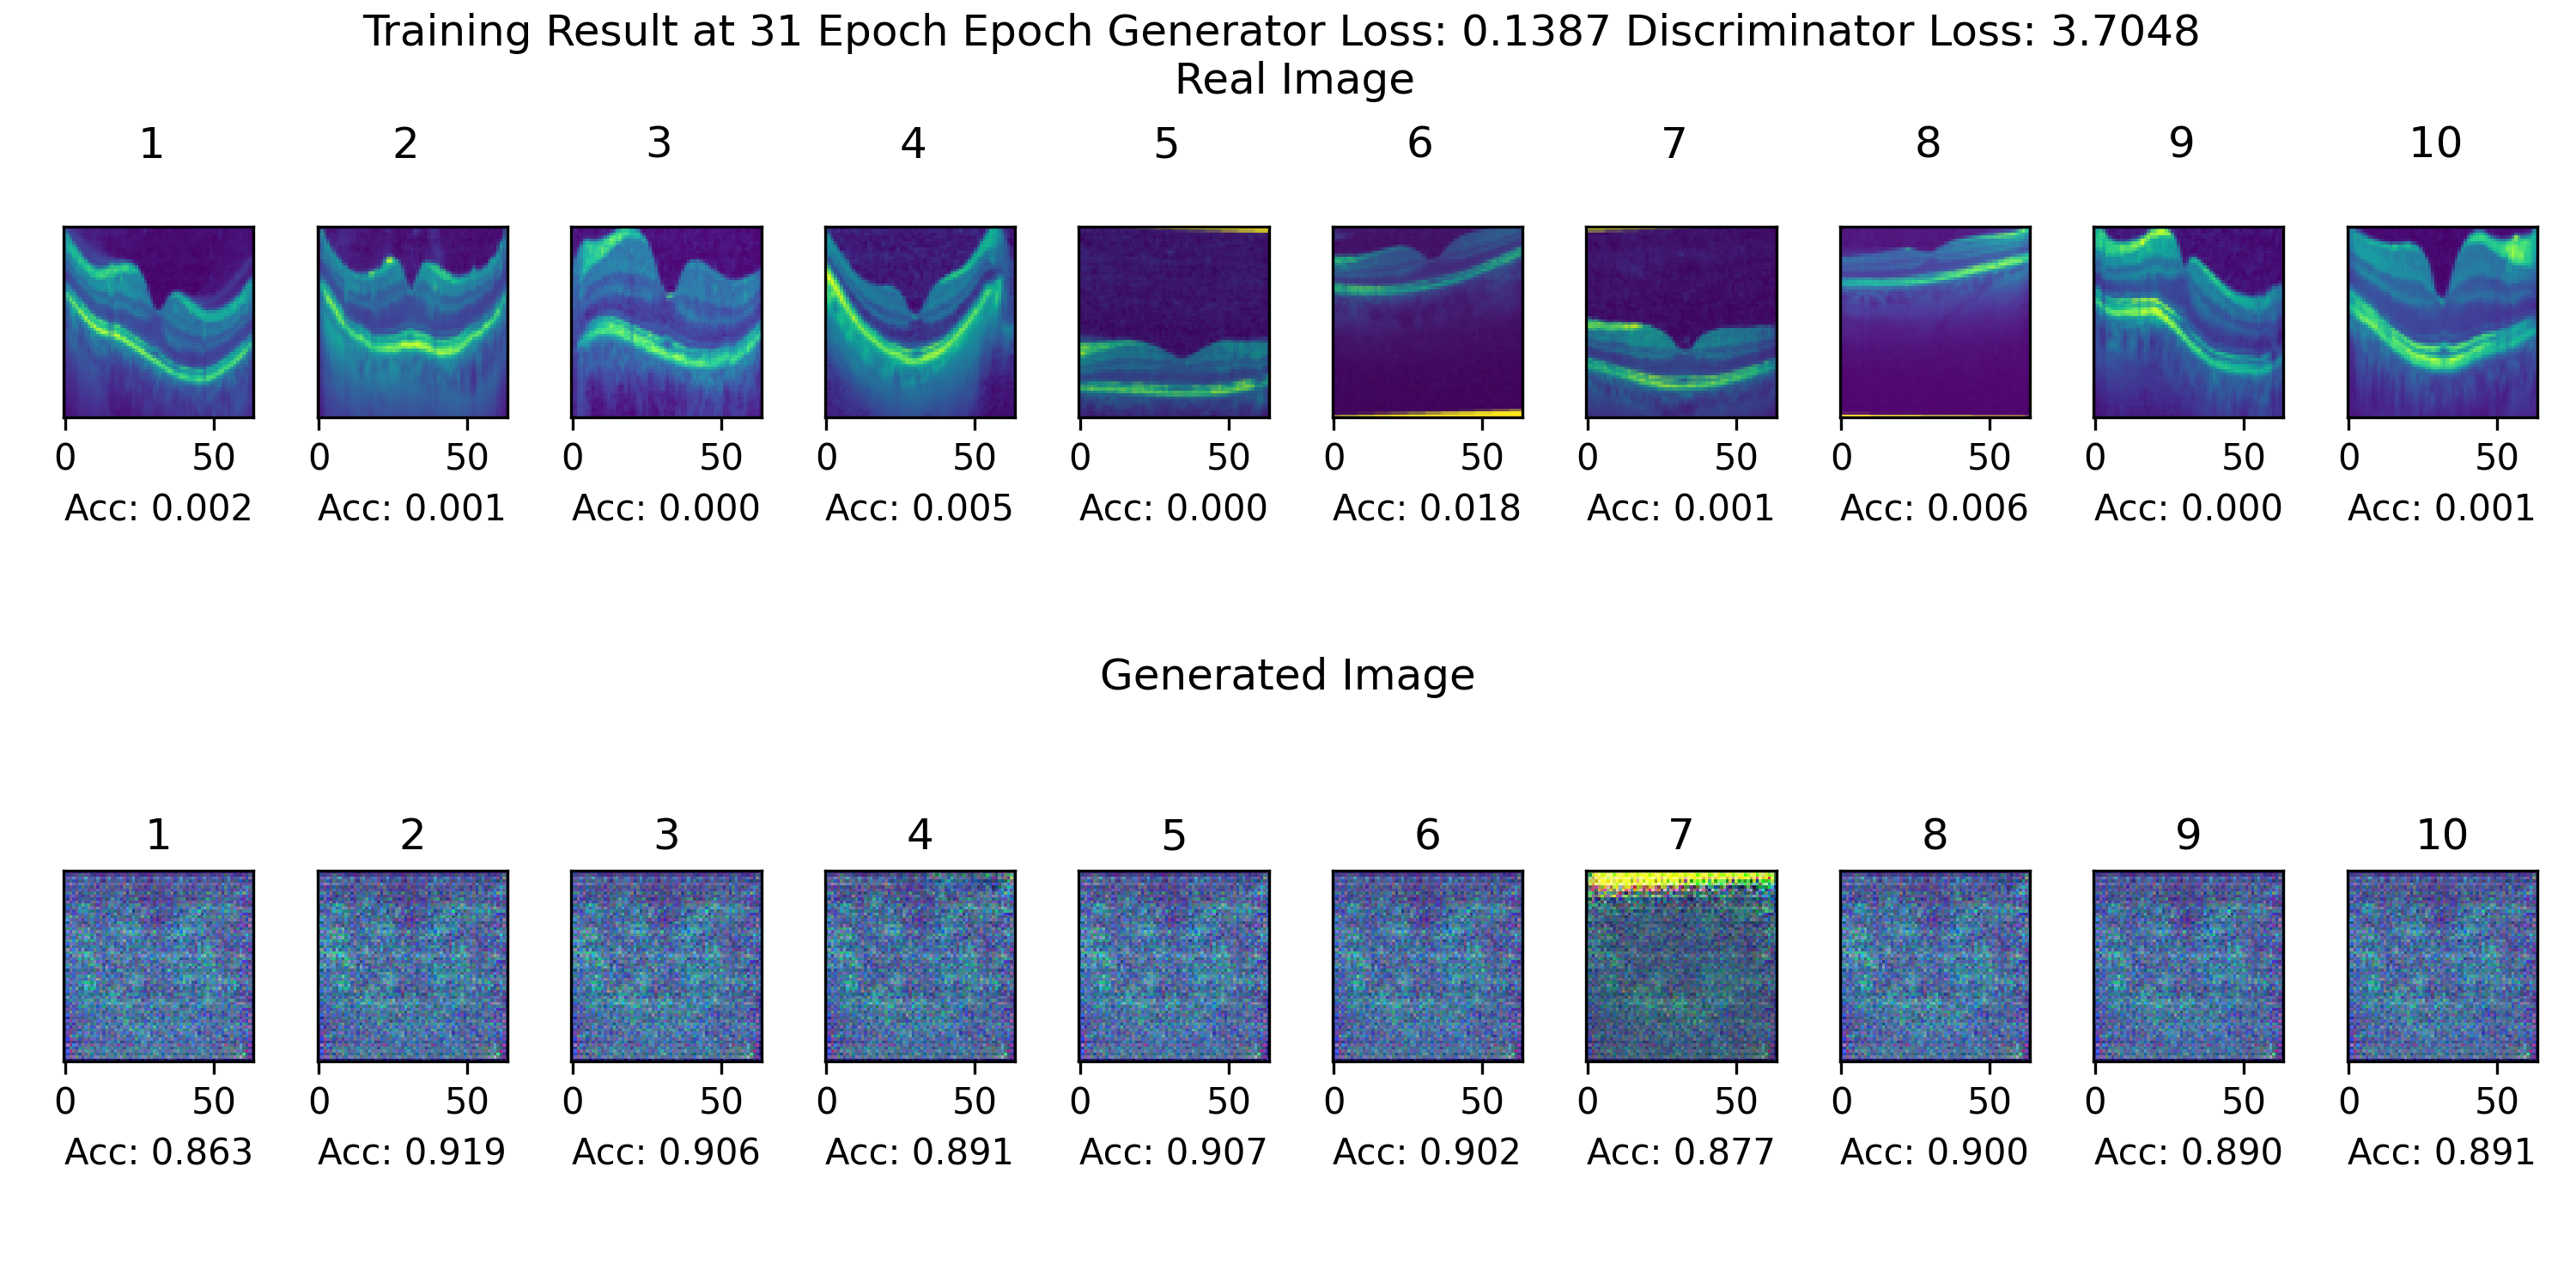 Training Result at 31 Epoch Epoch Generator Loss: 0.1387 Discriminator Loss: 3.7048
Real Image
1 2 3 4 5 6 7 8 9 10
0 50 0 50 0 50 0 50 0 50 0 50 0 50 0 50 0 50 0 50
Acc: 0.002 Acc: 0.001 Acc: 0.000 Acc: 0.005 Acc: 0.000 Acc: 0.018 Acc: 0.001 Acc: 0.006 Acc: 0.000 Acc: 0.001
Generated Image
1 2 3 4 5 6 7 8 9 10
0 50 0 50 0 50 0 50 0 50 0 50 0 50 0 50 0 50 0 50
Acc: 0.863 Acc: 0.919 Acc: 0.906 Acc: 0.891 Acc: 0.907 Acc: 0.902 Acc: 0.877 Acc: 0.900 Acc: 0.890 Acc: 0.891